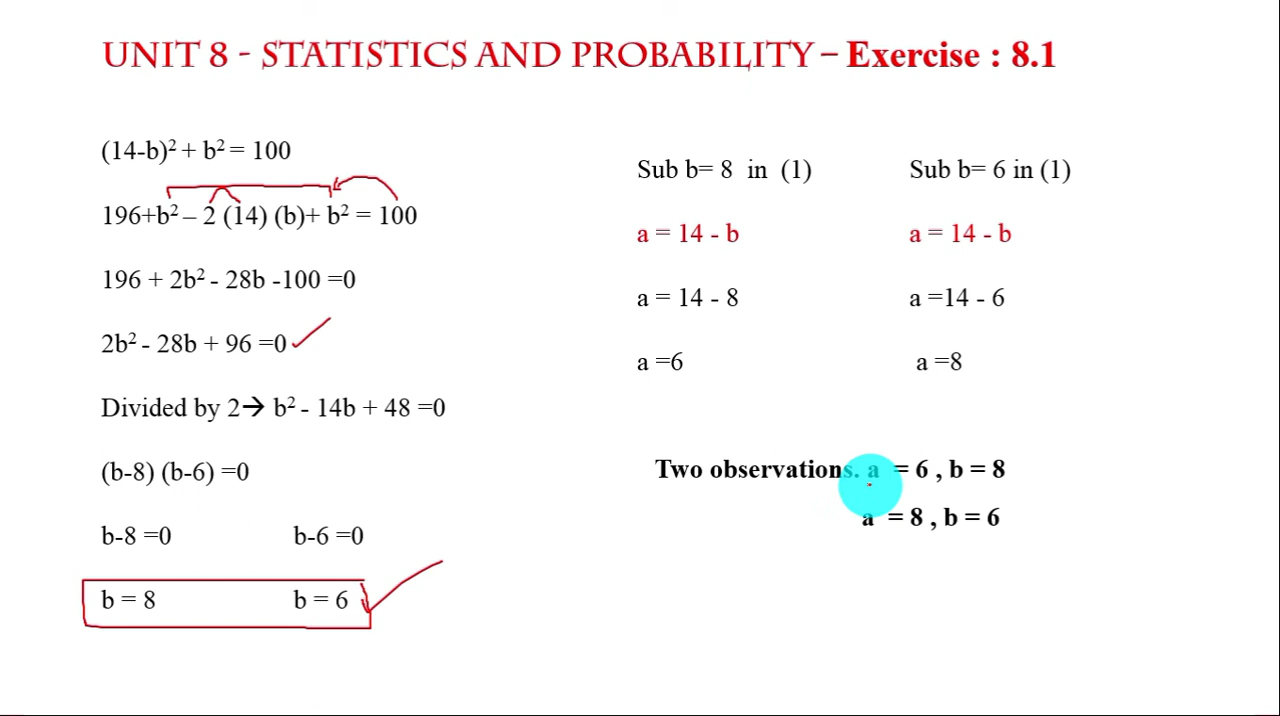 UNIT 8 - STATISTICS AND PROBABILITY – Exercise : 8.1
(14-b)² + b² = 100
196+b² – 2 (14) (b)+ b² = 100
196 + 2b² - 28b -100 =0
2b² - 28b + 96 =0
Divided by 2→ b² - 14b + 48 =0
(b-8) (b-6) =0
b-8 =0 b-6 =0
b = 8 b = 6
Sub b= 8 in (1)
a = 14 - b
a = 14 - 8
a =6
Sub b= 6 in (1)
a = 14 - b
a =14 - 6
a =8
Two observations. a = 6 , b = 8
a = 8 , b = 6